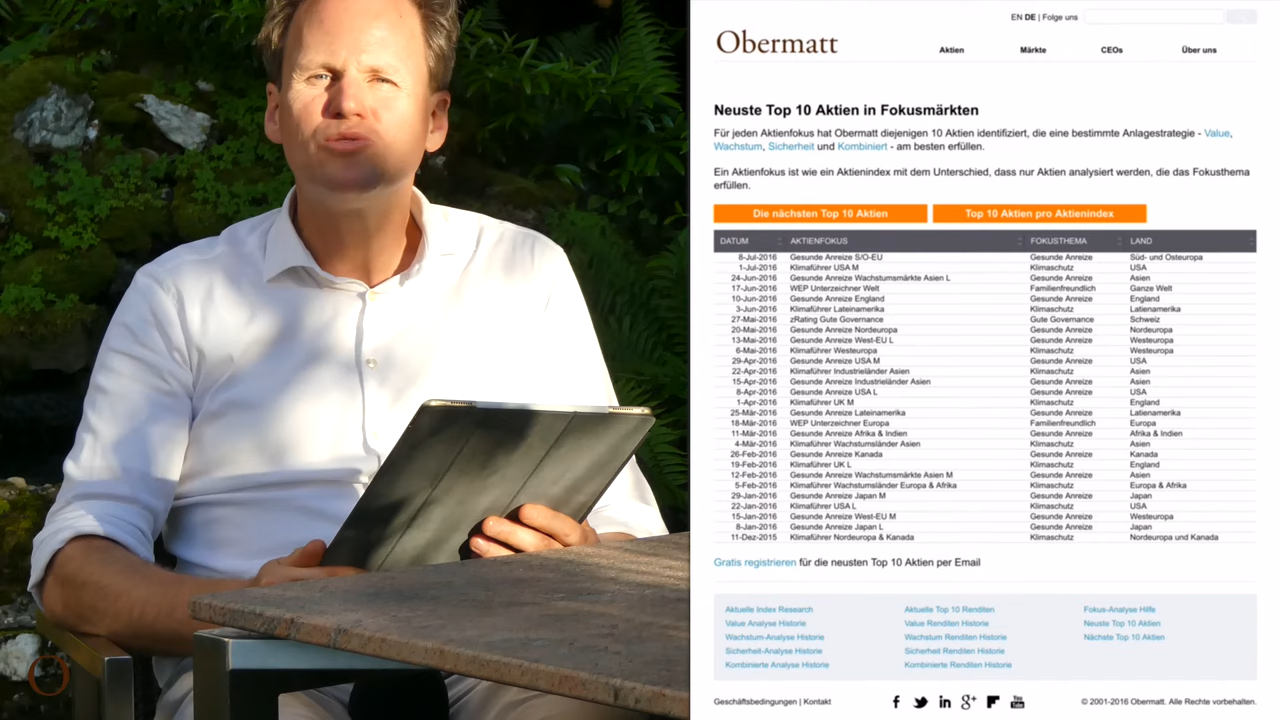 EN DE | Folge uns
Obermatt
Aktien Märkte CEOs Über uns
Neuste Top 10 Aktien in Fokusmärkten
Für jeden Aktienfokus hat Obermatt diejenigen 10 Aktien identifiziert, die eine bestimmte Anlagestrategie - Value,
Wachstum, Sicherheit und Kombiniert - am besten erfüllen.
Ein Aktienfokus ist wie ein Aktienindex mit dem Unterschied, dass nur Aktien analysiert werden, die das Fokusthema
erfüllen.
Die nächsten Top 10 Aktien Top 10 Aktien pro Aktienindex
DATUM AKTIENFOKUS FOKUSTHEMA LAND
8-Jul-2016 Gesunde Anreize S/O-EU Gesunde Anreize Süd- und Osteuropa
1-Jul-2016 Klimaführer USA M Klimaschutz USA
24-Jun-2016 Gesunde Anreize Wachstumsmärkte Asien L Gesunde Anreize Asien
17-Jun-2016 WEP Unterzeichner Welt Familienfreundlich Ganze Welt
10-Jun-2016 Gesunde Anreize England Gesunde Anreize England
3-Jun-2016 Klimaführer Lateinamerika Klimaschutz Latienamerika
27-Mai-2016 zRating Gute Governance Gute Governance Schweiz
20-Mai-2016 Gesunde Anreize Nordeuropa Gesunde Anreize Nordeuropa
13-Mai-2016 Gesunde Anreize West-EU L Gesunde Anreize Westeuropa
6-Mai-2016 Klimaführer Westeuropa Klimaschutz Westeuropa
29-Apr-2016 Gesunde Anreize USA M Gesunde Anreize USA
22-Apr-2016 Klimaführer Industrieländer Asien Klimaschutz Asien
15-Apr-2016 Gesunde Anreize Industrieländer Asien Gesunde Anreize Asien
8-Apr-2016 Gesunde Anreize USA L Gesunde Anreize USA
1-Apr-2016 Klimaführer UK M Klimaschutz England
25-Mär-2016 Gesunde Anreize Lateinamerika Gesunde Anreize Latienamerika
18-Mär-2016 WEP Unterzeichner Europa Familienfreundlich Europa
11-Mär-2016 Gesunde Anreize Afrika & Indien Gesunde Anreize Afrika & Indien
4-Mär-2016 Klimaführer Wachstumsländer Asien Klimaschutz Asien
26-Feb-2016 Gesunde Anreize Kanada Gesunde Anreize Kanada
19-Feb-2016 Klimaführer UK L Klimaschutz England
12-Feb-2016 Gesunde Anreize Wachstumsmärkte Asien M Gesunde Anreize Asien
5-Feb-2016 Klimaführer Wachstumsländer Europa & Afrika Klimaschutz Europa & Afrika
29-Jan-2016 Gesunde Anreize Japan M Gesunde Anreize Japan
22-Jan-2016 Klimaführer USA L Klimaschutz USA
15-Jan-2016 Gesunde Anreize West-EU M Gesunde Anreize Westeuropa
8-Jan-2016 Gesunde Anreize Japan L Gesunde Anreize Japan
11-Dez-2015 Klimaführer Nordeuropa & Kanada Klimaschutz Nordeuropa und Kanada
Gratis registrieren für die neusten Top 10 Aktien per Email
Aktuelle Index Research Aktuelle Top 10 Renditen Fokus-Analyse Hilfe
Value Analyse Historie Value Renditen Historie Neuste Top 10 Aktien
Wachstum-Analyse Historie Wachstum Renditen Historie Nächste Top 10 Aktien
Sicherheit-Analyse Historie Sicherheit Renditen Historie
Kombinierte Analyse Historie Kombinierte Renditen Historie
Geschäftsbedingungen | Kontakt f in g+ You Tube © 2001-2016 Obermatt. Alle Rechte vorbehalten.
O